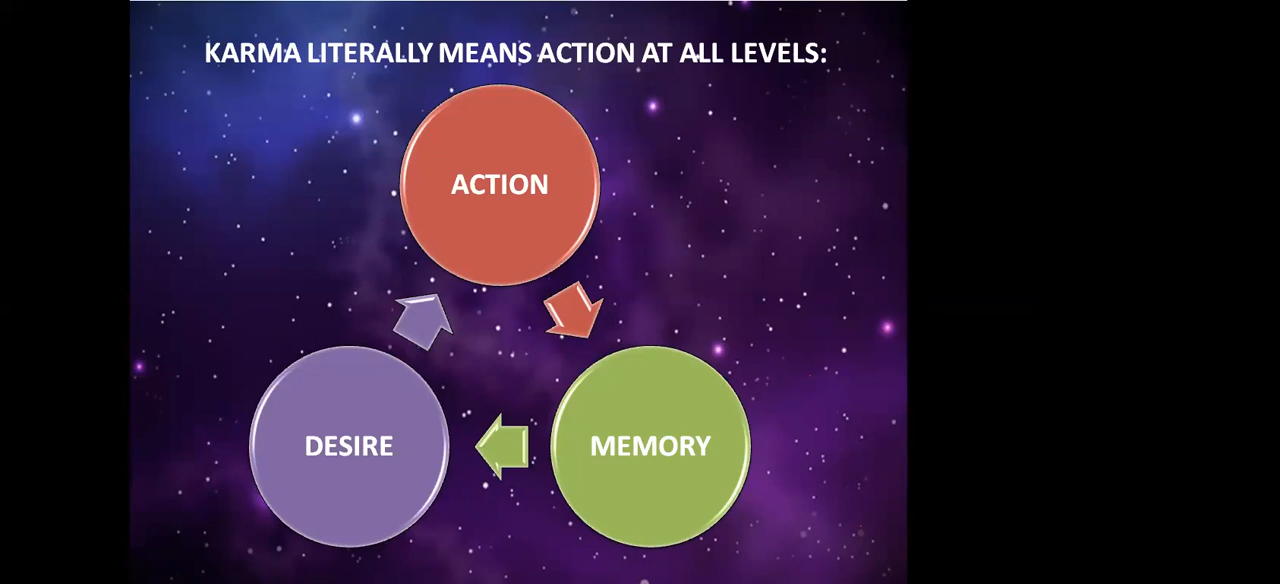 KARMA LITERALLY MEANS ACTION AT ALL LEVELS:
ACTION
DESIRE
MEMORY